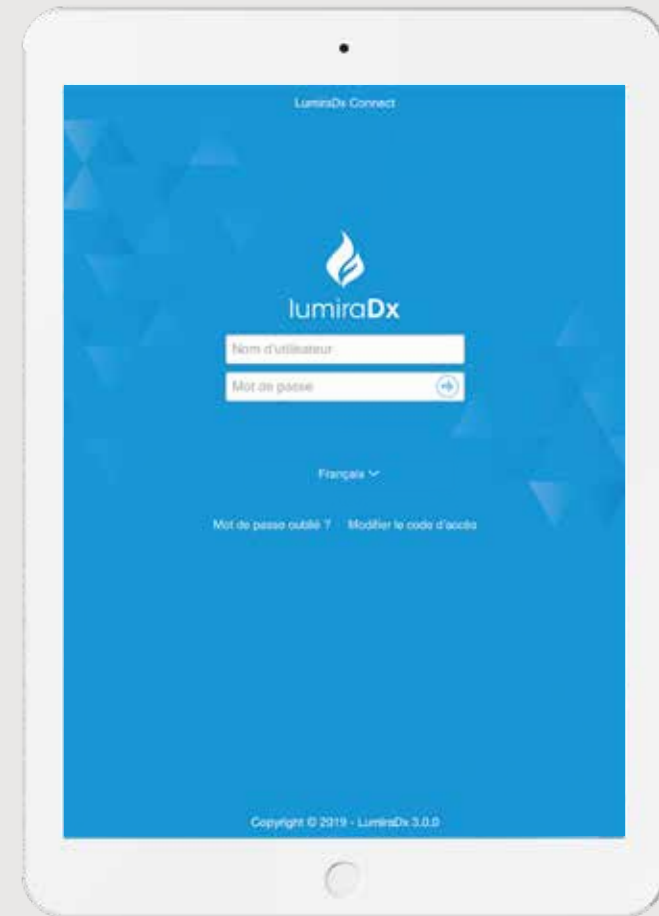 LumiraDx Connect
lumiraDx
Nom d'utilisateur
Mot de passe
Français
Mot de passe oublié ? Modifier le code d'accès
Copyright © 2019 - LumiraDx 3.0.0